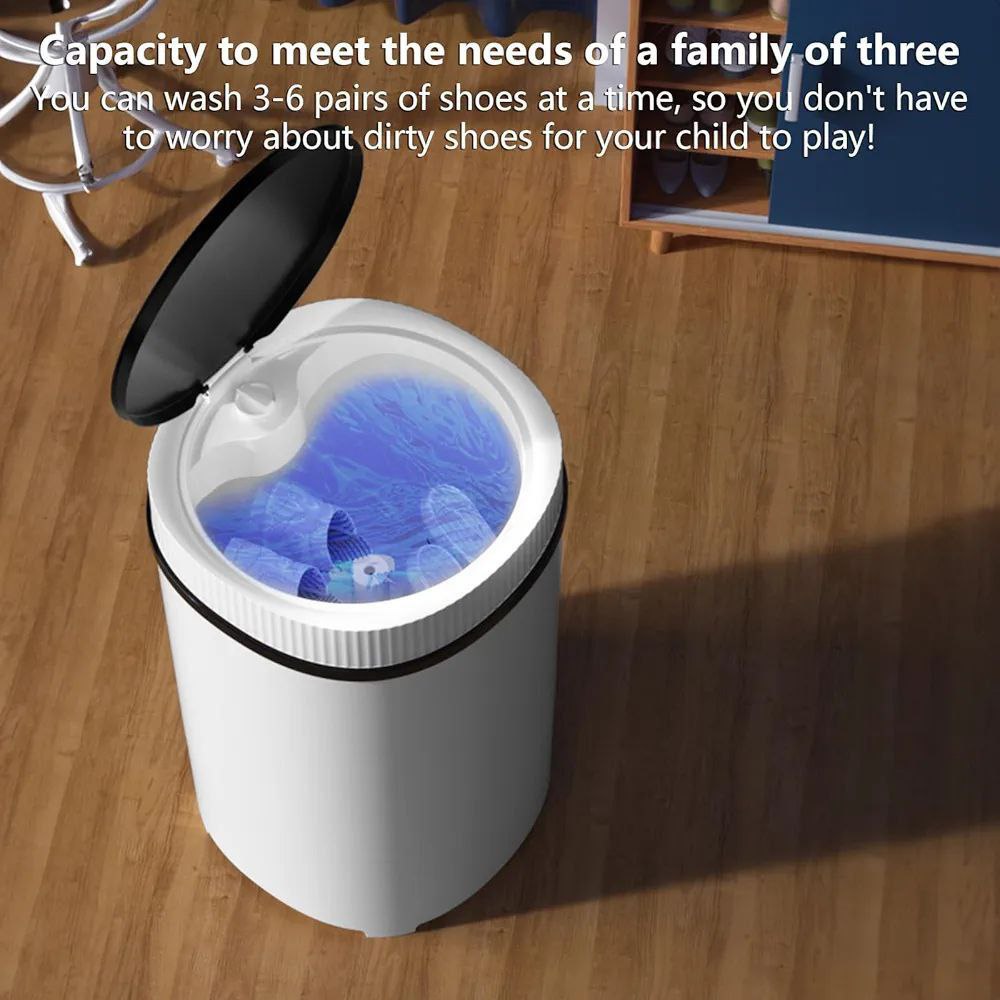 Capacity to meet the needs of a family of three
You can wash 3-6 pairs of shoes at a time, so you don't have
to worry about dirty shoes for your child to play!